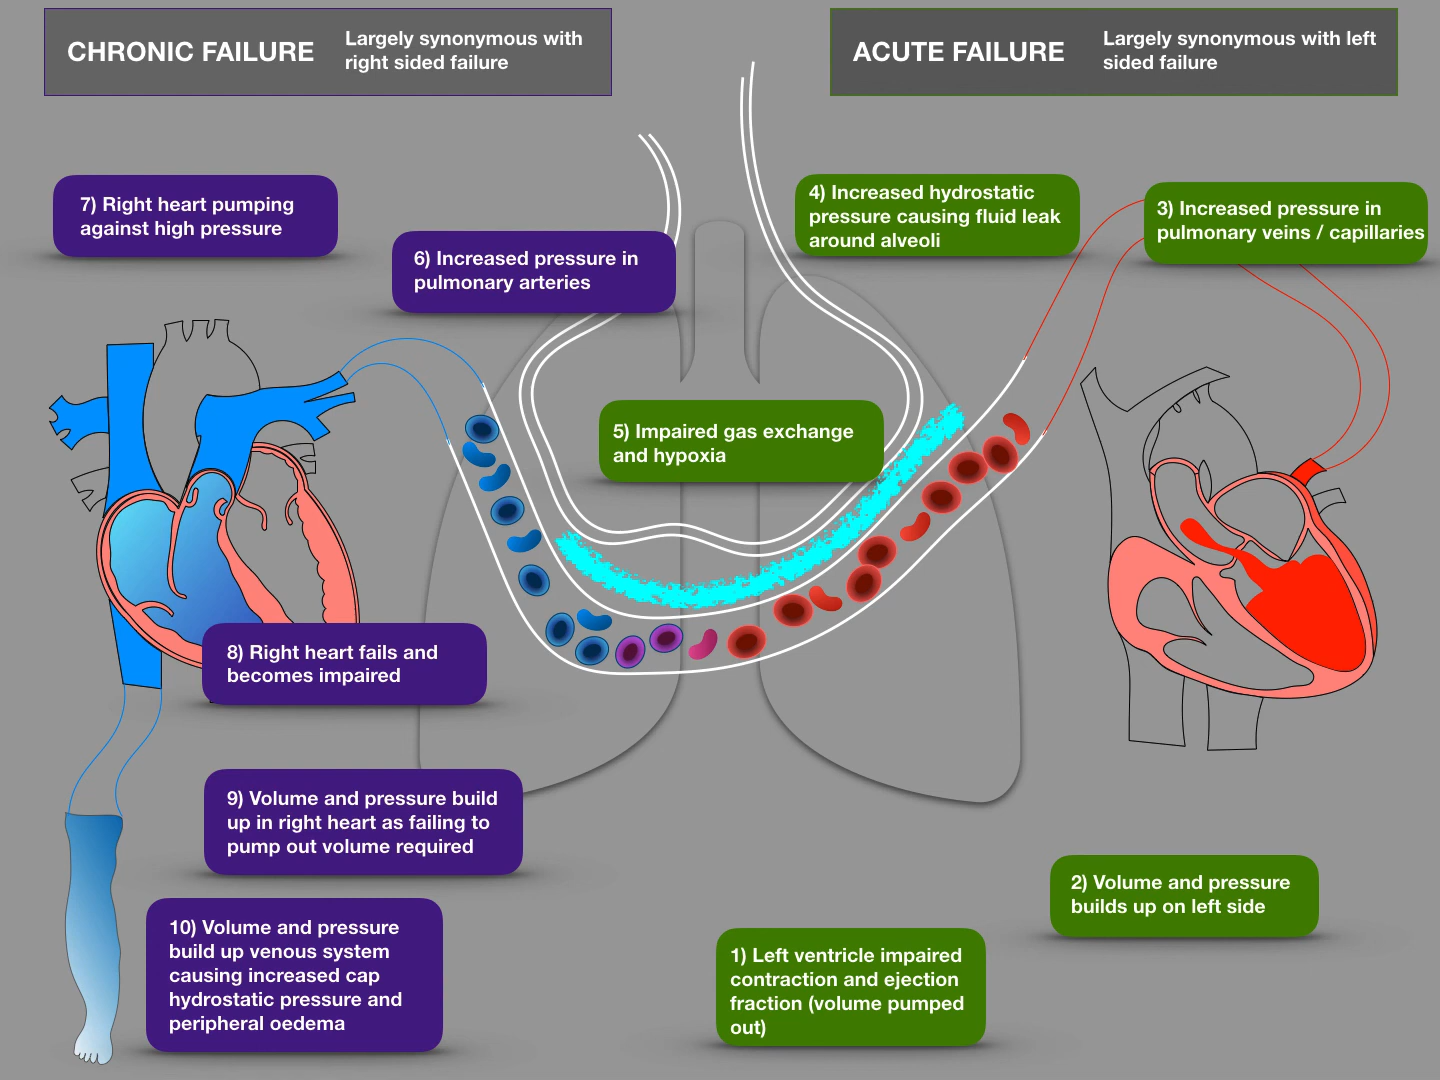 CHRONIC FAILURE
Largely synonymous with
right sided failure
ACUTE FAILURE
Largely synonymous with left
sided failure
7) Right heart pumping
against high pressure
6) Increased pressure in
pulmonary arteries
4) Increased hydrostatic
pressure causing fluid leak
around alveoli
3) Increased pressure in
pulmonary veins / capillaries
5) Impaired gas exchange
and hypoxia
8) Right heart fails and
becomes impaired
9) Volume and pressure build
up in right heart as failing to
pump out volume required
10) Volume and pressure
build up venous system
causing increased cap
hydrostatic pressure and
peripheral oedema
2) Volume and pressure
builds up on left side
1) Left ventricle impaired
contraction and ejection
fraction (volume pumped
out)